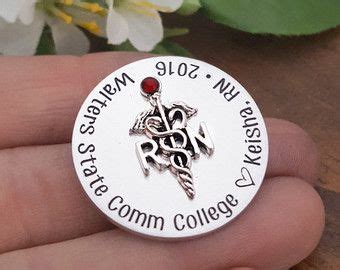 Walters State Comm College ♡ Keisha, RN • 2016
RN